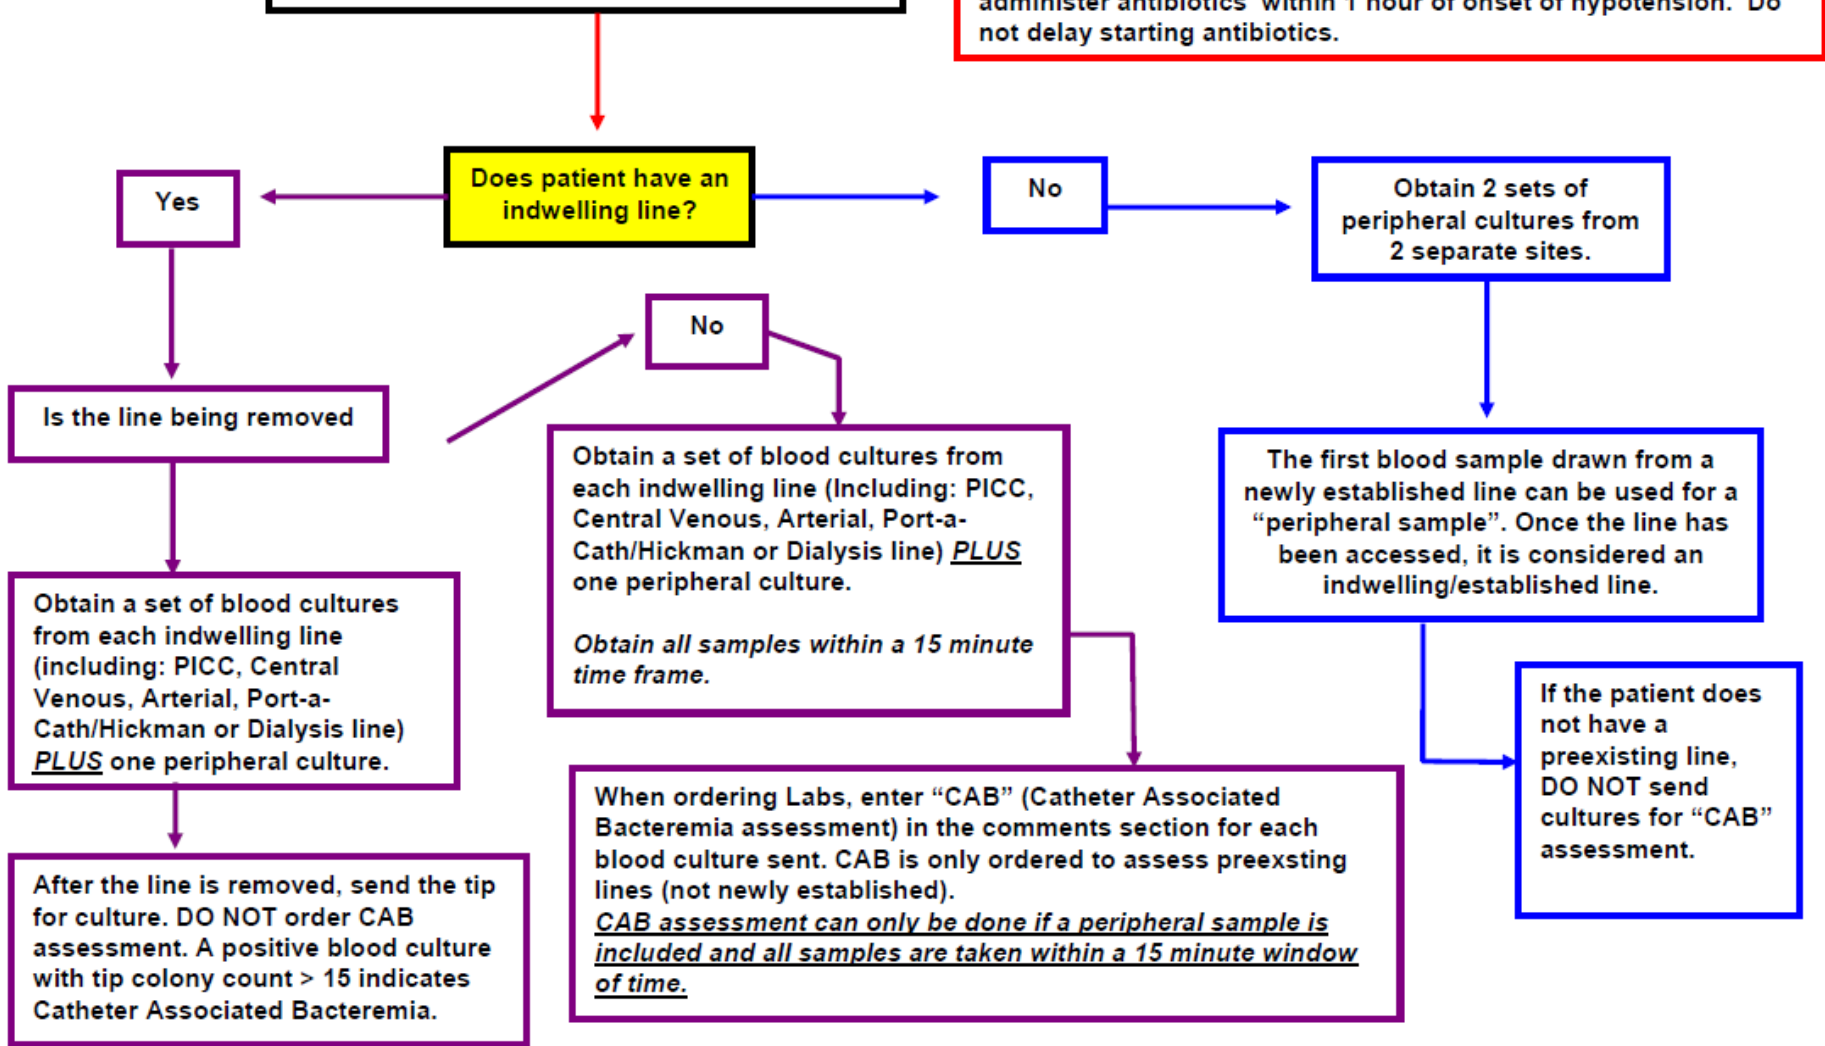 administer antibiotics within 1 hour of onset of hypotension. Do
not delay starting antibiotics.
Does patient have an
indwelling line?
Yes
No
Obtain 2 sets of
peripheral cultures from
2 separate sites.
No
Is the line being removed
Obtain a set of blood cultures from
each indwelling line (Including: PICC,
Central Venous, Arterial, Port-a-
Cath/Hickman or Dialysis line) PLUS
one peripheral culture.
Obtain all samples within a 15 minute
time frame.
The first blood sample drawn from a
newly established line can be used for a
“peripheral sample”. Once the line has
been accessed, it is considered an
indwelling/established line.
Obtain a set of blood cultures
from each indwelling line
(including: PICC, Central
Venous, Arterial, Port-a-
Cath/Hickman or Dialysis line)
PLUS one peripheral culture.
If the patient does
not have a
preexisting line,
DO NOT send
cultures for “CAB”
assessment.
When ordering Labs, enter “CAB” (Catheter Associated
Bacteremia assessment) in the comments section for each
blood culture sent. CAB is only ordered to assess preexsting
lines (not newly established).
CAB assessment can only be done if a peripheral sample is
included and all samples are taken within a 15 minute window
of time.
After the line is removed, send the tip
for culture. DO NOT order CAB
assessment. A positive blood culture
with tip colony count > 15 indicates
Catheter Associated Bacteremia.